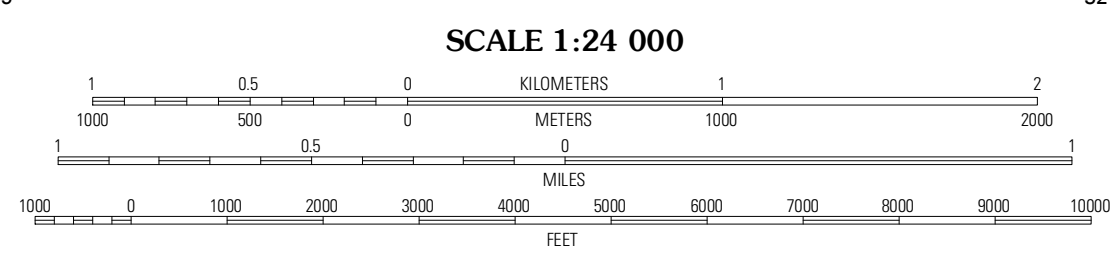 SCALE 1:24 000
1 0.5 0 KILOMETERS 1 2
1000 500 0 METERS 1000 2000
1 0.5 0 1
MILES
1000 0 1000 2000 3000 4000 5000 6000 7000 8000 9000 10000
FEET